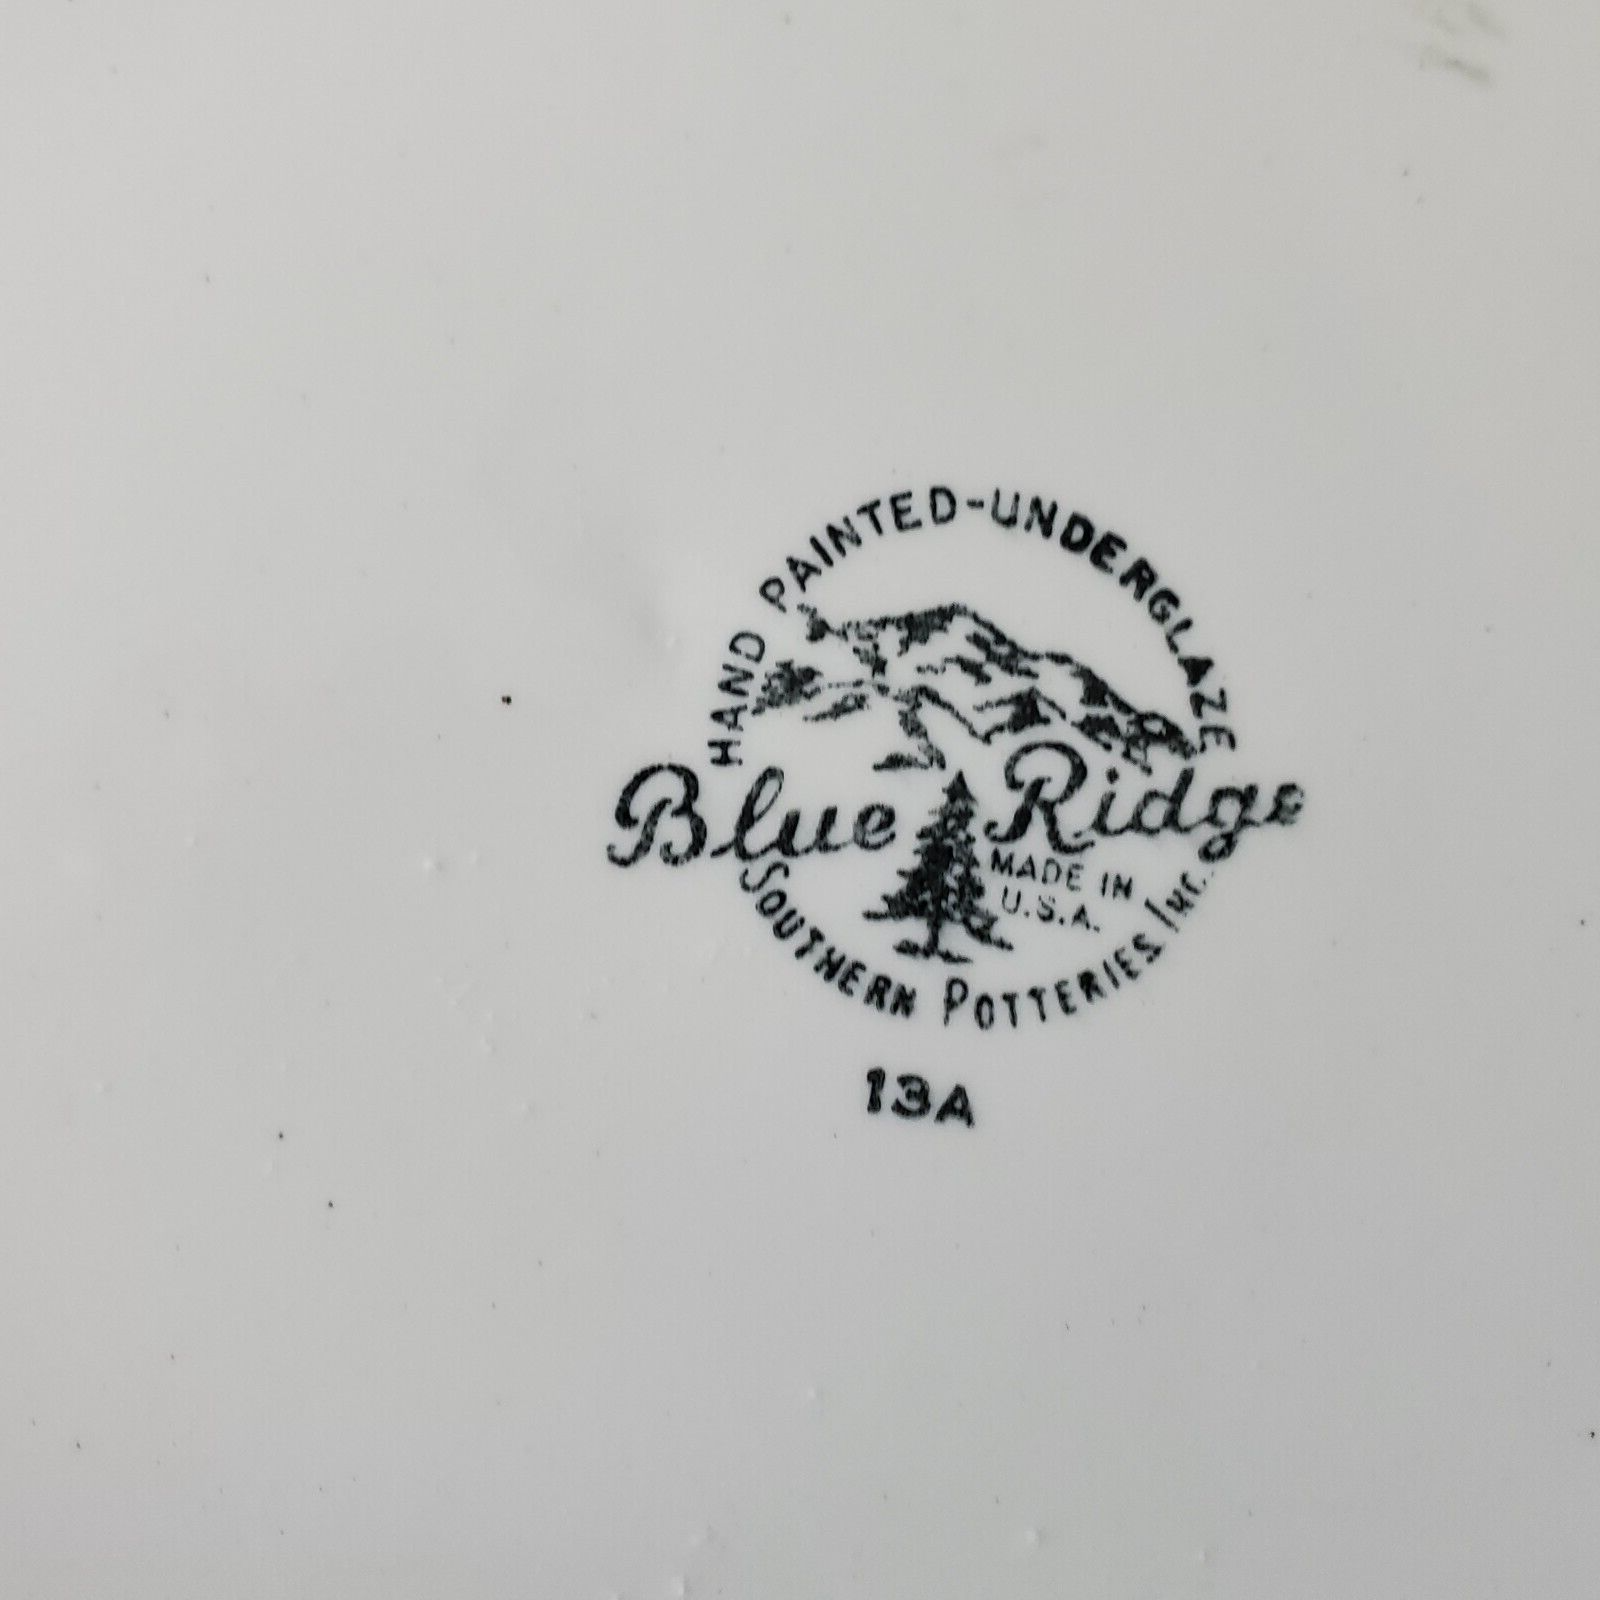 HAND PAINTED-UNDERGLAZE
Blue Ridge
MADE IN
U.S.A.
SOUTHERN POTTERIES INC.
13A